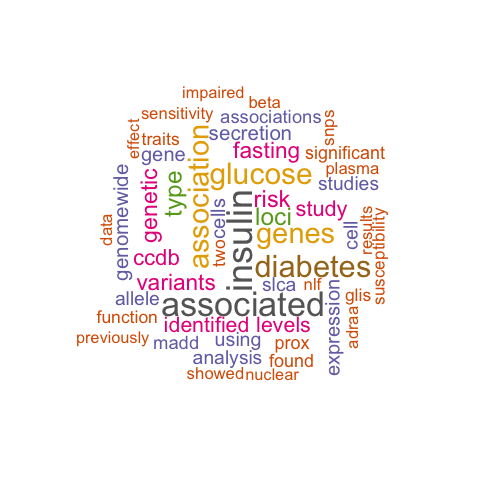 impaired
beta
sensitivity
associations
snps
effect
traits
secretion
gene
association
fasting
significant
genomewide
genetic
type
glucose
plasma
studies
risk
insulin
cells
loci
study
data
two
genes
cell
results
susceptibility
ccdb
diabetes
variants
slca
nlf
glis
allele
associated
expression
adraa
function
identified levels
previously
madd
using
prox
analysis
found
showed
nuclear